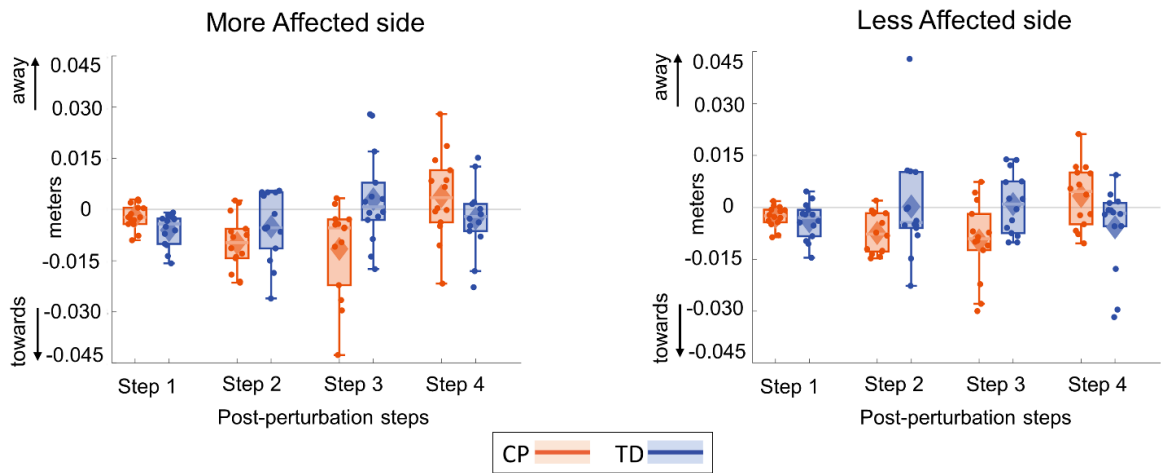 More Affected side
away
towards
meters
0.045
0.030
0.015
0
-0.015
-0.030
-0.045
Step 1 Step 2 Step 3 Step 4
Post-perturbation steps
Less Affected side
away
towards
meters
0.045
0.030
0.015
0
-0.015
-0.030
-0.045
Step 1 Step 2 Step 3 Step 4
Post-perturbation steps
CP TD